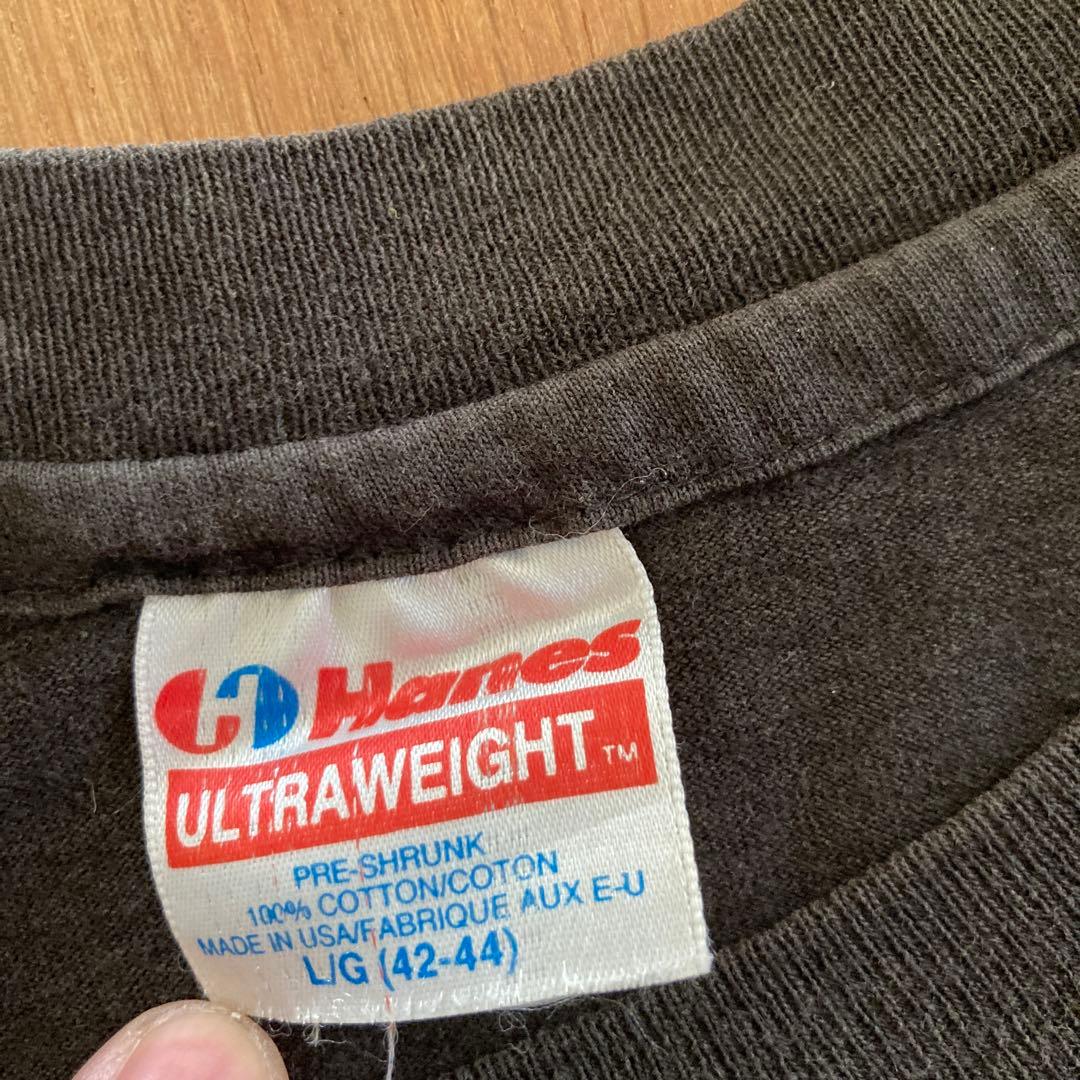 H Hanes
ULTRAWEIGHT™
PRE-SHRUNK
100% COTTON/COTON
MADE IN USA/FABRIQUE AUX E-U
L/G (42-44)